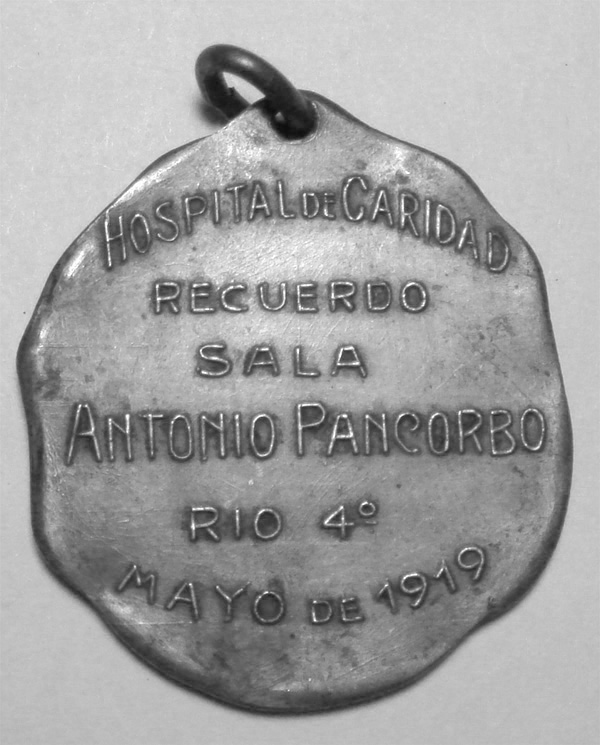 HOSPITAL DE CARIDAD
RECUERDO
SALA
ANTONIO PANCORBO
RIO 4º
MAYO DE 1919